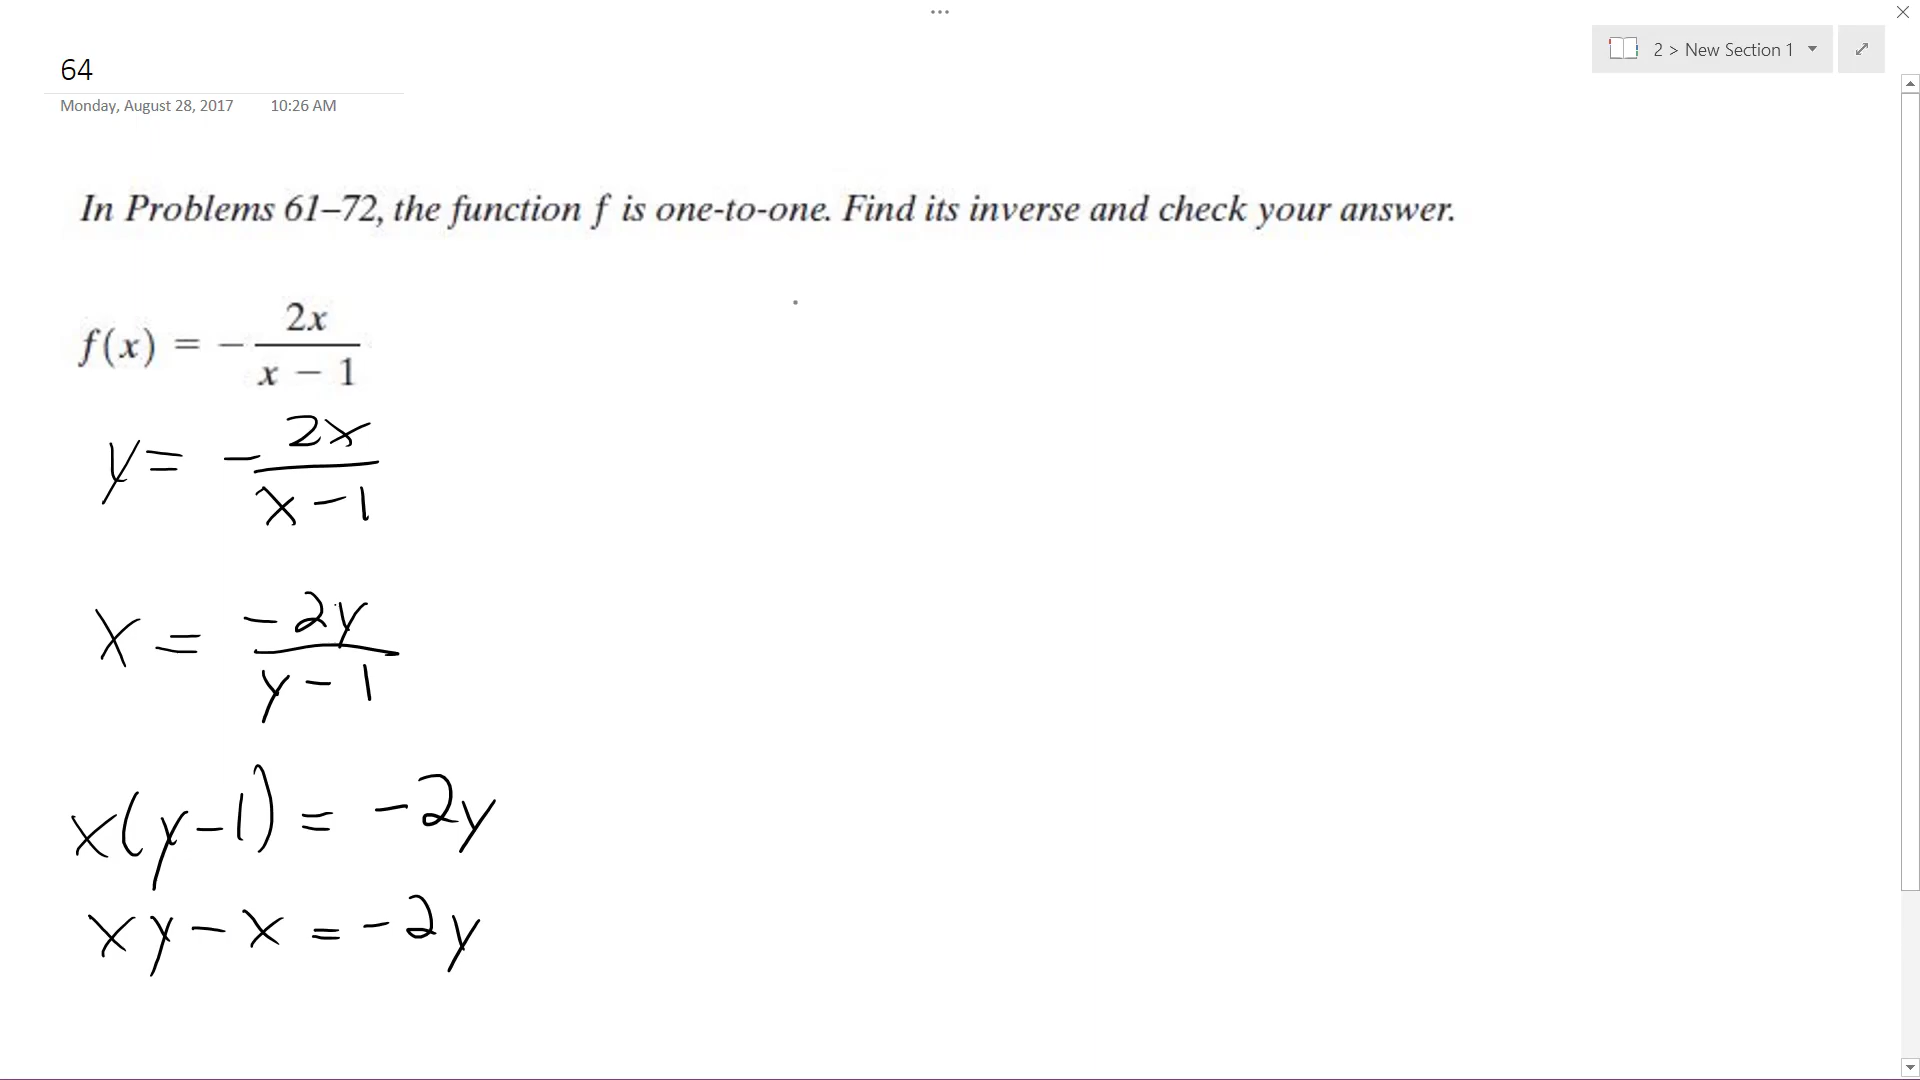 ...
2 > New Section 1
64
Monday, August 28, 2017 10:26 AM
In Problems 61–72, the function f is one-to-one. Find its inverse and check your answer.
f(x) = - 2x / x - 1
y = - 2x / x - 1
x = -2y / y - 1
x(y-1) = -2y
xy - x = -2y